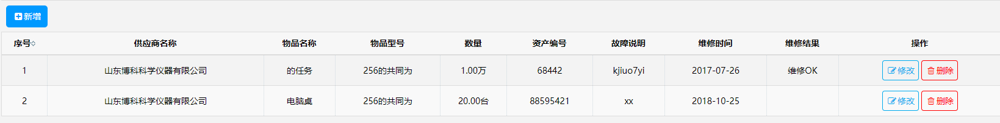 新增
序号 供应商名称 物品名称 物品型号 数量 资产编号 故障说明 维修时间 维修结果 操作
1 山东博科科学仪器有限公司 的任务 256的共同为 1.00万 68442 kjiuo7yi 2017-07-26 维修OK 修改 删除
2 山东博科科学仪器有限公司 电脑桌 256的共同为 20.00台 88595421 xx 2018-10-25 修改 删除